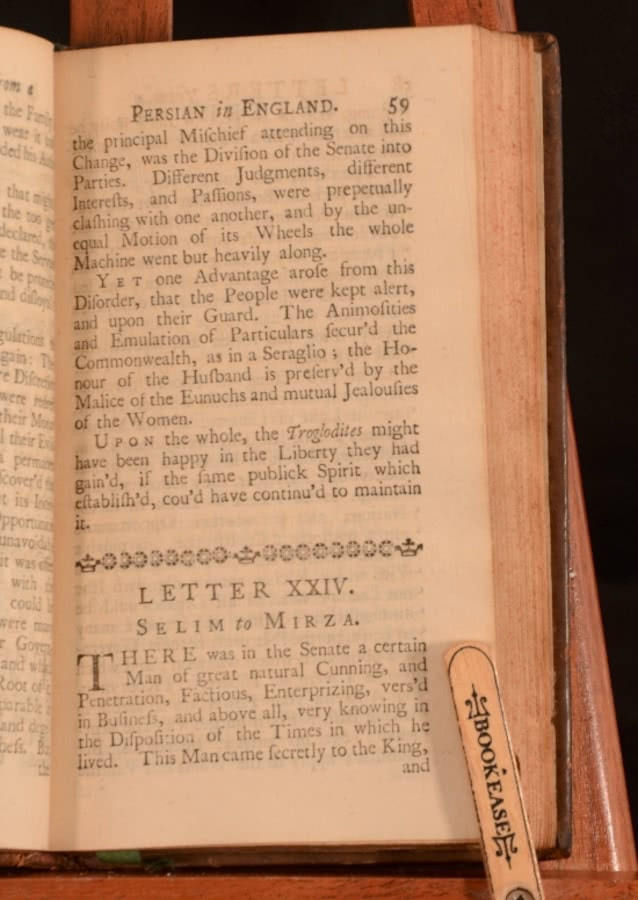 PERSIAN in ENGLAND. 59
the principal Miſchief attending on this
Change, was the Diviſion of the Senate into
Parties. Different Judgments, different
Intereſts, and Paſſions, were prepetually
claſhing with one another, and by the un-
equal Motion of its Wheels the whole
Machine went but heavily along.
YET one Advantage aroſe from this
Diſorder, that the People were kept alert,
and upon their Guard. The Animoſities
and Emulation of Particulars ſecur'd the
Commonwealth, as in a Seraglio ; the Ho-
nour of the Huſband is preſerv'd by the
Malice of the Eunuchs and mutual Jealouſies
of the Women.
UPON the whole, the Troglodites might
have been happy in the Liberty they had
gain'd, if the ſame publick Spirit which
eſtabliſh'd, cou'd have continu'd to maintain
it.
LETTER XXIV.
SELIM to MIRZA.
THERE was in the Senate a certain
Man of great natural Cunning, and
Penetration, Factious, Enterprizing, vers'd
in Buſineſs, and above all, very knowing in
the Diſpoſition of the Times in which he
lived. This Man came ſecretly to the King,
and
BOOKEASE